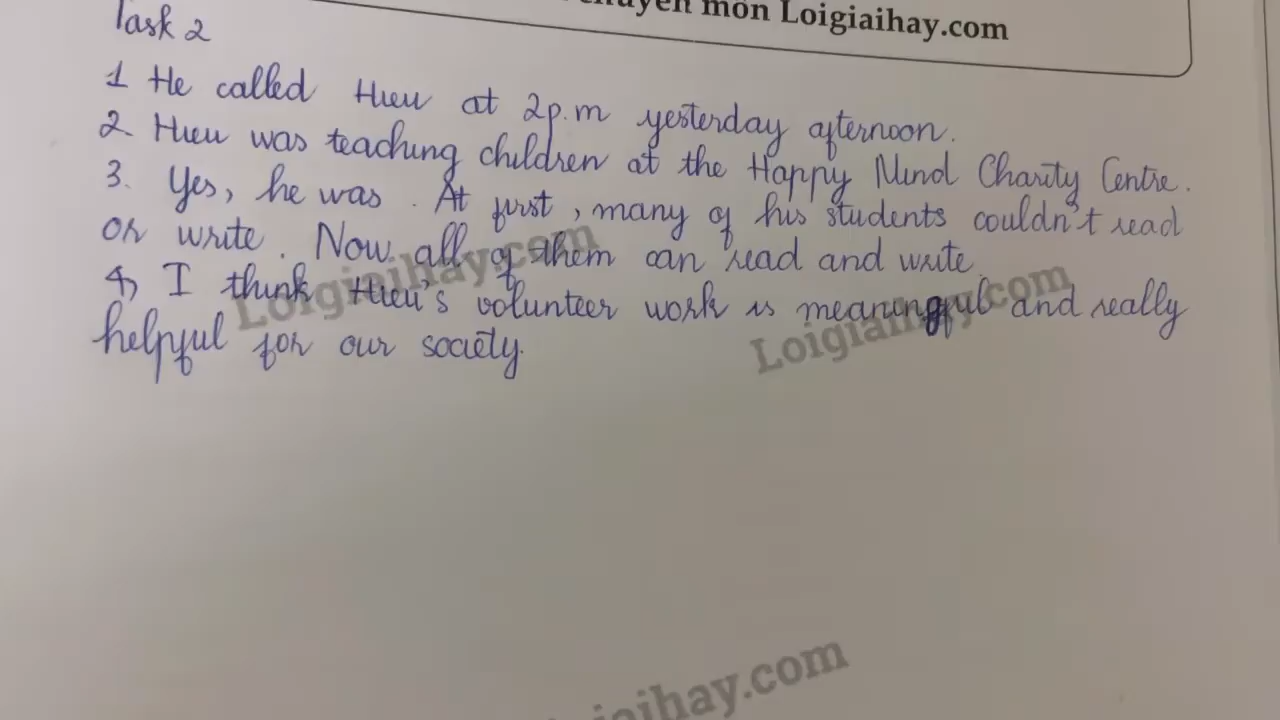 chuyên môn Loigiaihay.com
Task 2
1 He called Hieu at 2p.m yesterday afternoon.
2. Hieu was teaching children at the Happy Mind Charity Centre.
3. Yes, he was. At first, many of his students couldn't read
or write. Now all of them can read and write.
4, I think Hieu's volunteer work is meaningful and really
helpful for our society.
Loigiaihay.com
Loigiaihay.com
Loigiaihay.com